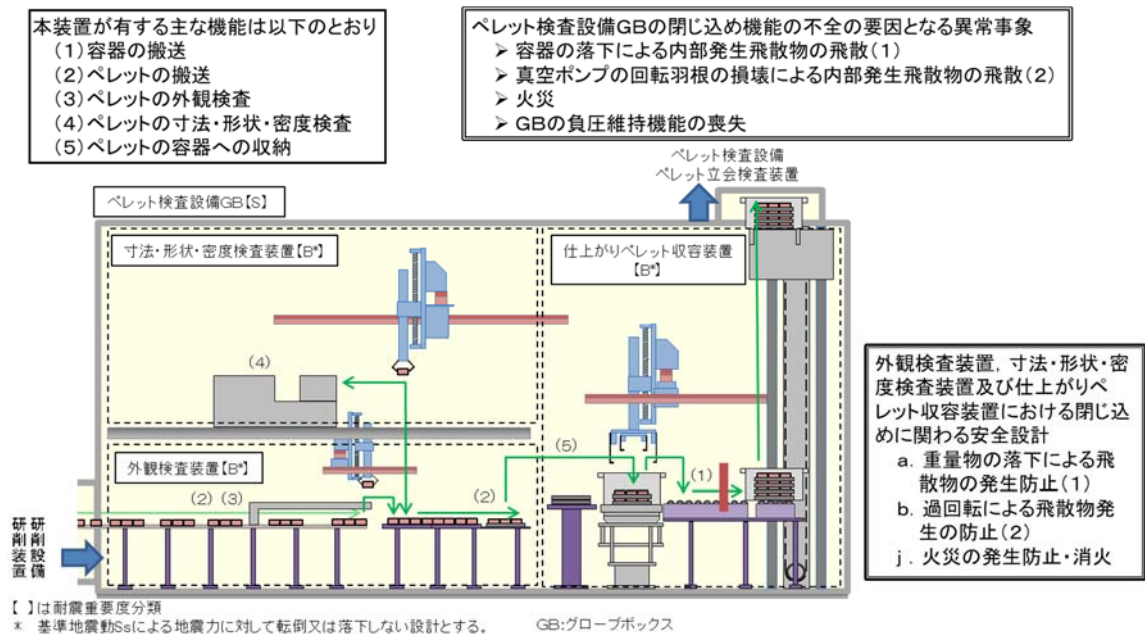 本装置が有する主な機能は以下のとおり
(1)容器の搬送
(2)ペレットの搬送
(3)ペレットの外観検査
(4)ペレットの寸法・形状・密度検査
(5)ペレットの容器への収納
ペレット検査設備GBの閉じ込め機能の不全の要因となる異常事象
➢ 容器の落下による内部発生飛散物の飛散(1)
➢ 真空ポンプの回転羽根の損壊による内部発生飛散物の飛散(2)
➢ 火災
➢ GBの負圧維持機能の喪失
ペレット検査設備
ペレット立会検査装置
ペレット検査設備GB【S】
寸法・形状・密度検査装置【B*】
仕上がりペレット収容装置
【B*】
(4)
外観検査装置【B*】
(2)(3)
(2)
(5)
(1)
研削設備
研削装置
外観検査装置，寸法・形状・密
度検査装置及び仕上がりペ
レット収容装置における閉じ込
めに関わる安全設計
a．重量物の落下による飛
散物の発生防止(1)
b．過回転による飛散物発
生の防止(2)
j．火災の発生防止・消火
【 】は耐震重要度分類
* 基準地震動Ssによる地震力に対して転倒又は落下しない設計とする。
GB:グローブボックス